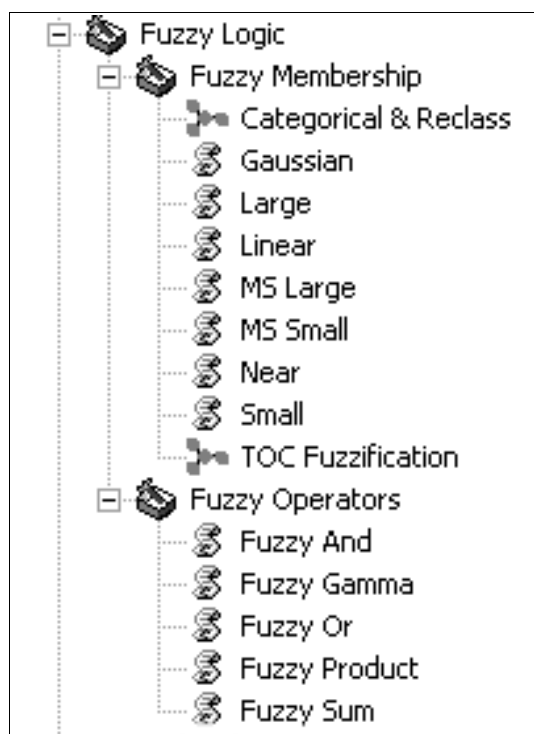 Fuzzy Logic
Fuzzy Membership
Categorical & Reclass
Gaussian
Large
Linear
MS Large
MS Small
Near
Small
TOC Fuzzification
Fuzzy Operators
Fuzzy And
Fuzzy Gamma
Fuzzy Or
Fuzzy Product
Fuzzy Sum